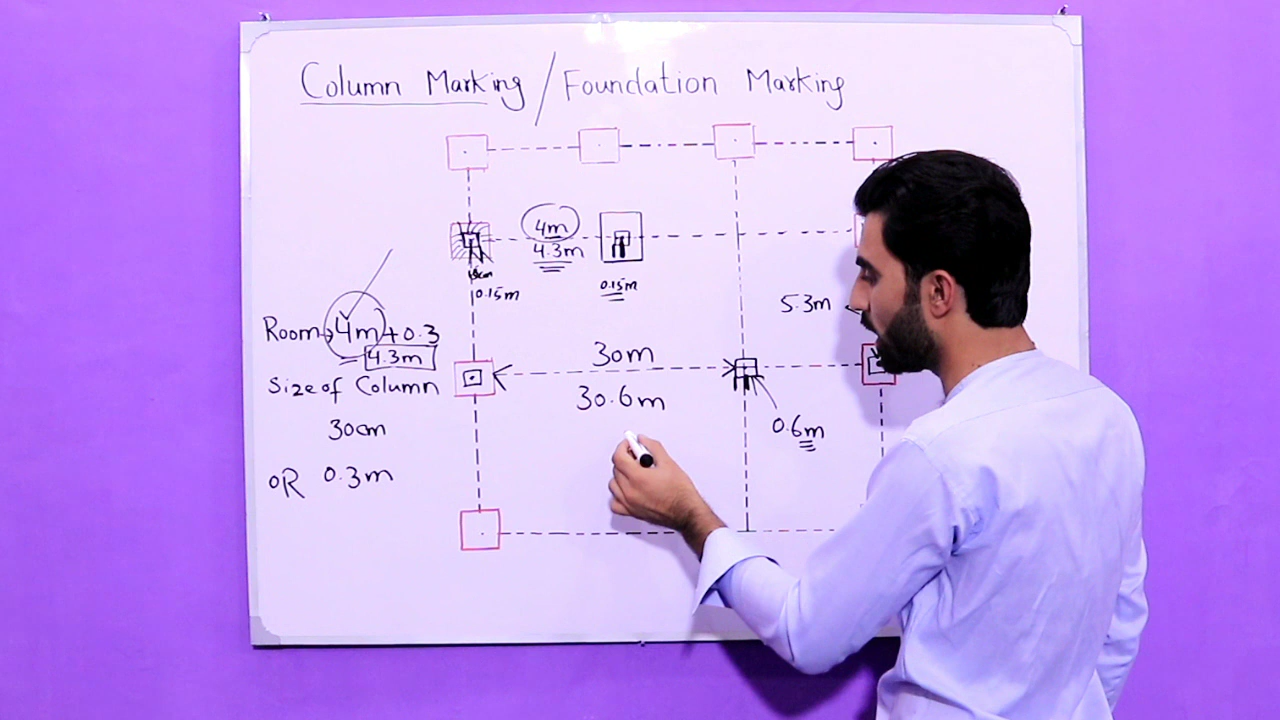 Column Marking / Foundation Marking
4m
4.3m
15cm
0.15m
0.15m
5.3m
Room→4m+0.3
4.3m
Size of Column
30cm
OR 0.3m
30m
30.6m
0.6m